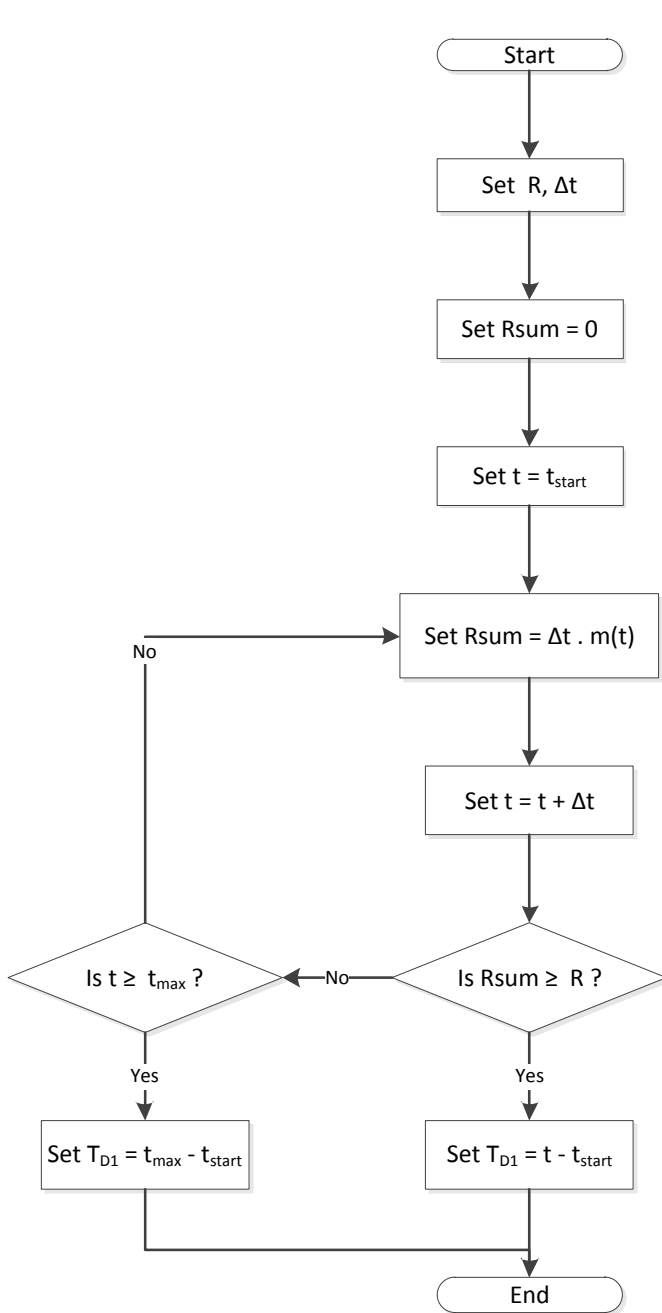 Start
Set R, Δt
Set Rsum = 0
Set t = tstart
Set Rsum = Δt . m(t)
No
Set t = t + Δt
Is t ≥ tmax ?
No
Is Rsum ≥ R ?
Yes
Yes
Set TD1 = tmax - tstart
Set TD1 = t - tstart
End